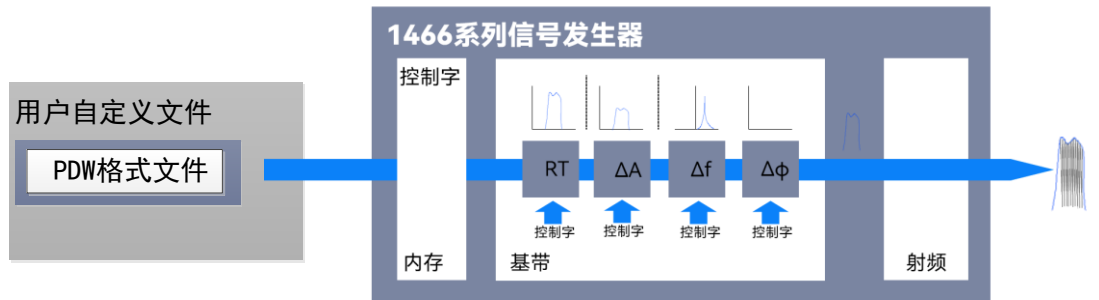 1466系列信号发生器
控制字
用户自定义文件
PDW格式文件
RT
ΔA
Δf
Δϕ
控制字
控制字
控制字
控制字
内存
基带
射频